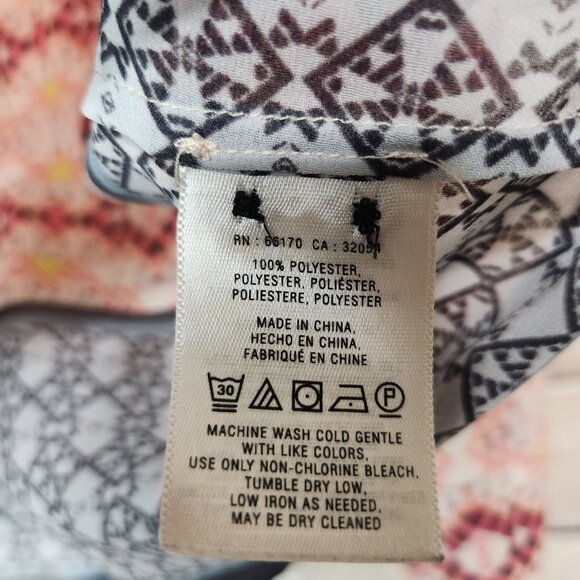 RN : 66170 CA : 32054
100% POLYESTER,
POLYESTER, POLIÉSTER,
POLIESTERE, POLYESTER
MADE IN CHINA,
HECHO EN CHINA,
FABRIQUÉ EN CHINE
30 P
MACHINE WASH COLD GENTLE
WITH LIKE COLORS,
USE ONLY NON-CHLORINE BLEACH,
TUMBLE DRY LOW,
LOW IRON AS NEEDED,
MAY BE DRY CLEANED